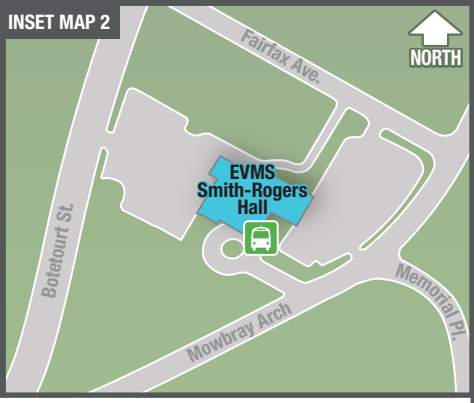 INSET MAP 2
NORTH
Fairfax Ave.
EVMS
Smith-Rogers
Hall
Botetourt St.
Mowbray Arch
Memorial Pl.